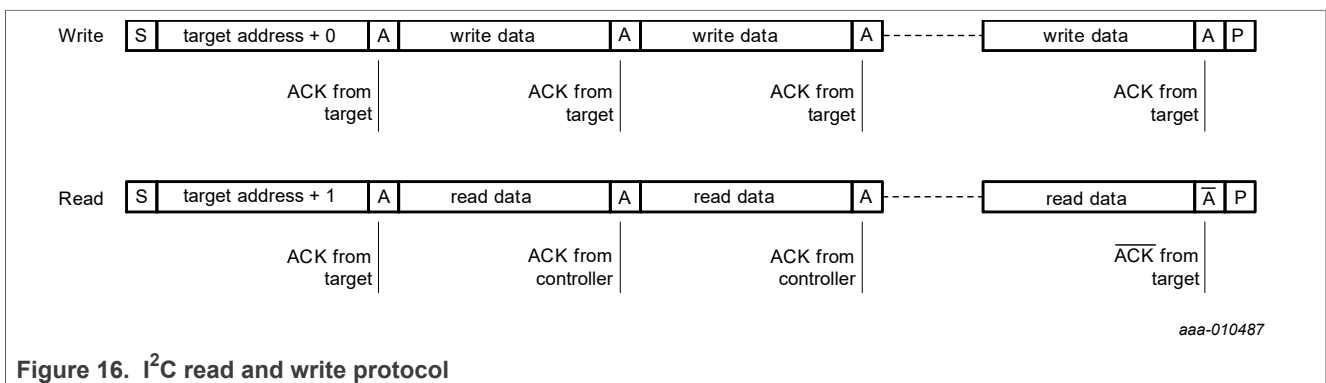 Write S target address + 0 A write data A write data A write data A P
ACK from target ACK from target ACK from target ACK from target
Read S target address + 1 A read data A read data A read data A̅ P
ACK from target ACK from controller ACK from controller A̅C̅K̅ from target
aaa-010487
Figure 16. I²C read and write protocol